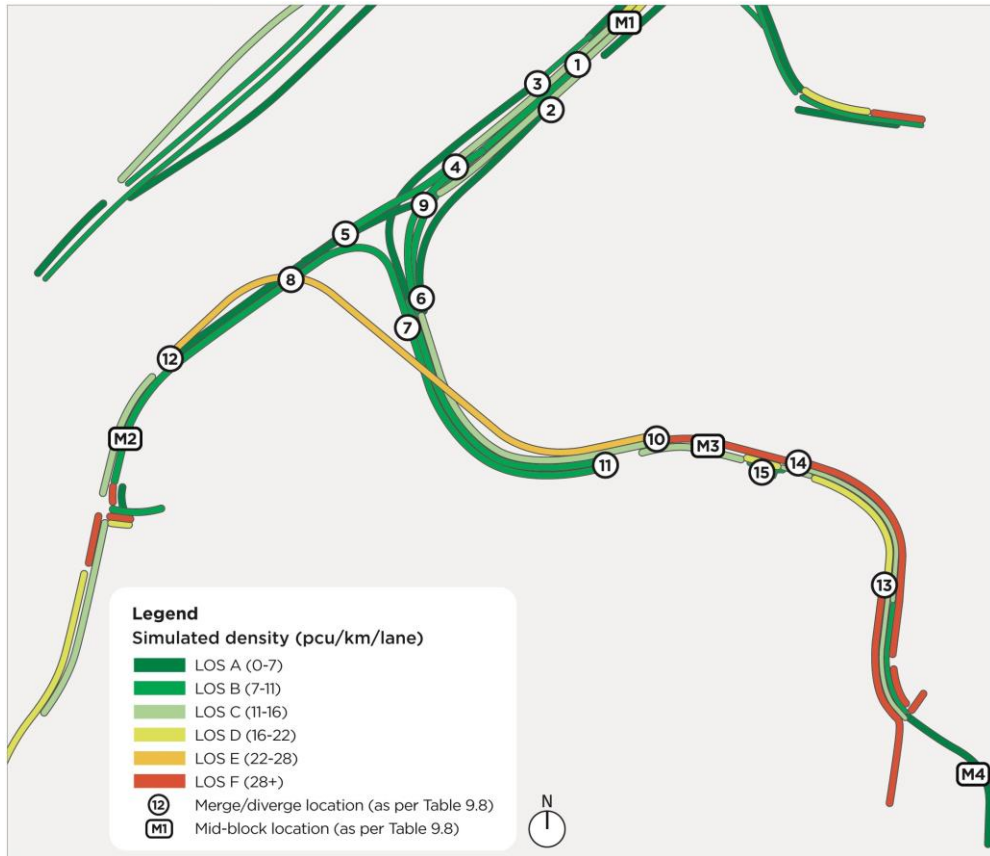 M1
1
3
2
4
9
5
8
6
7
12
M2
10
M3
14
11
15
13
M4
Legend
Simulated density (pcu/km/lane)
LOS A (0-7)
LOS B (7-11)
LOS C (11-16)
LOS D (16-22)
LOS E (22-28)
LOS F (28+)
12 Merge/diverge location (as per Table 9.8)
M1 Mid-block location (as per Table 9.8)
N